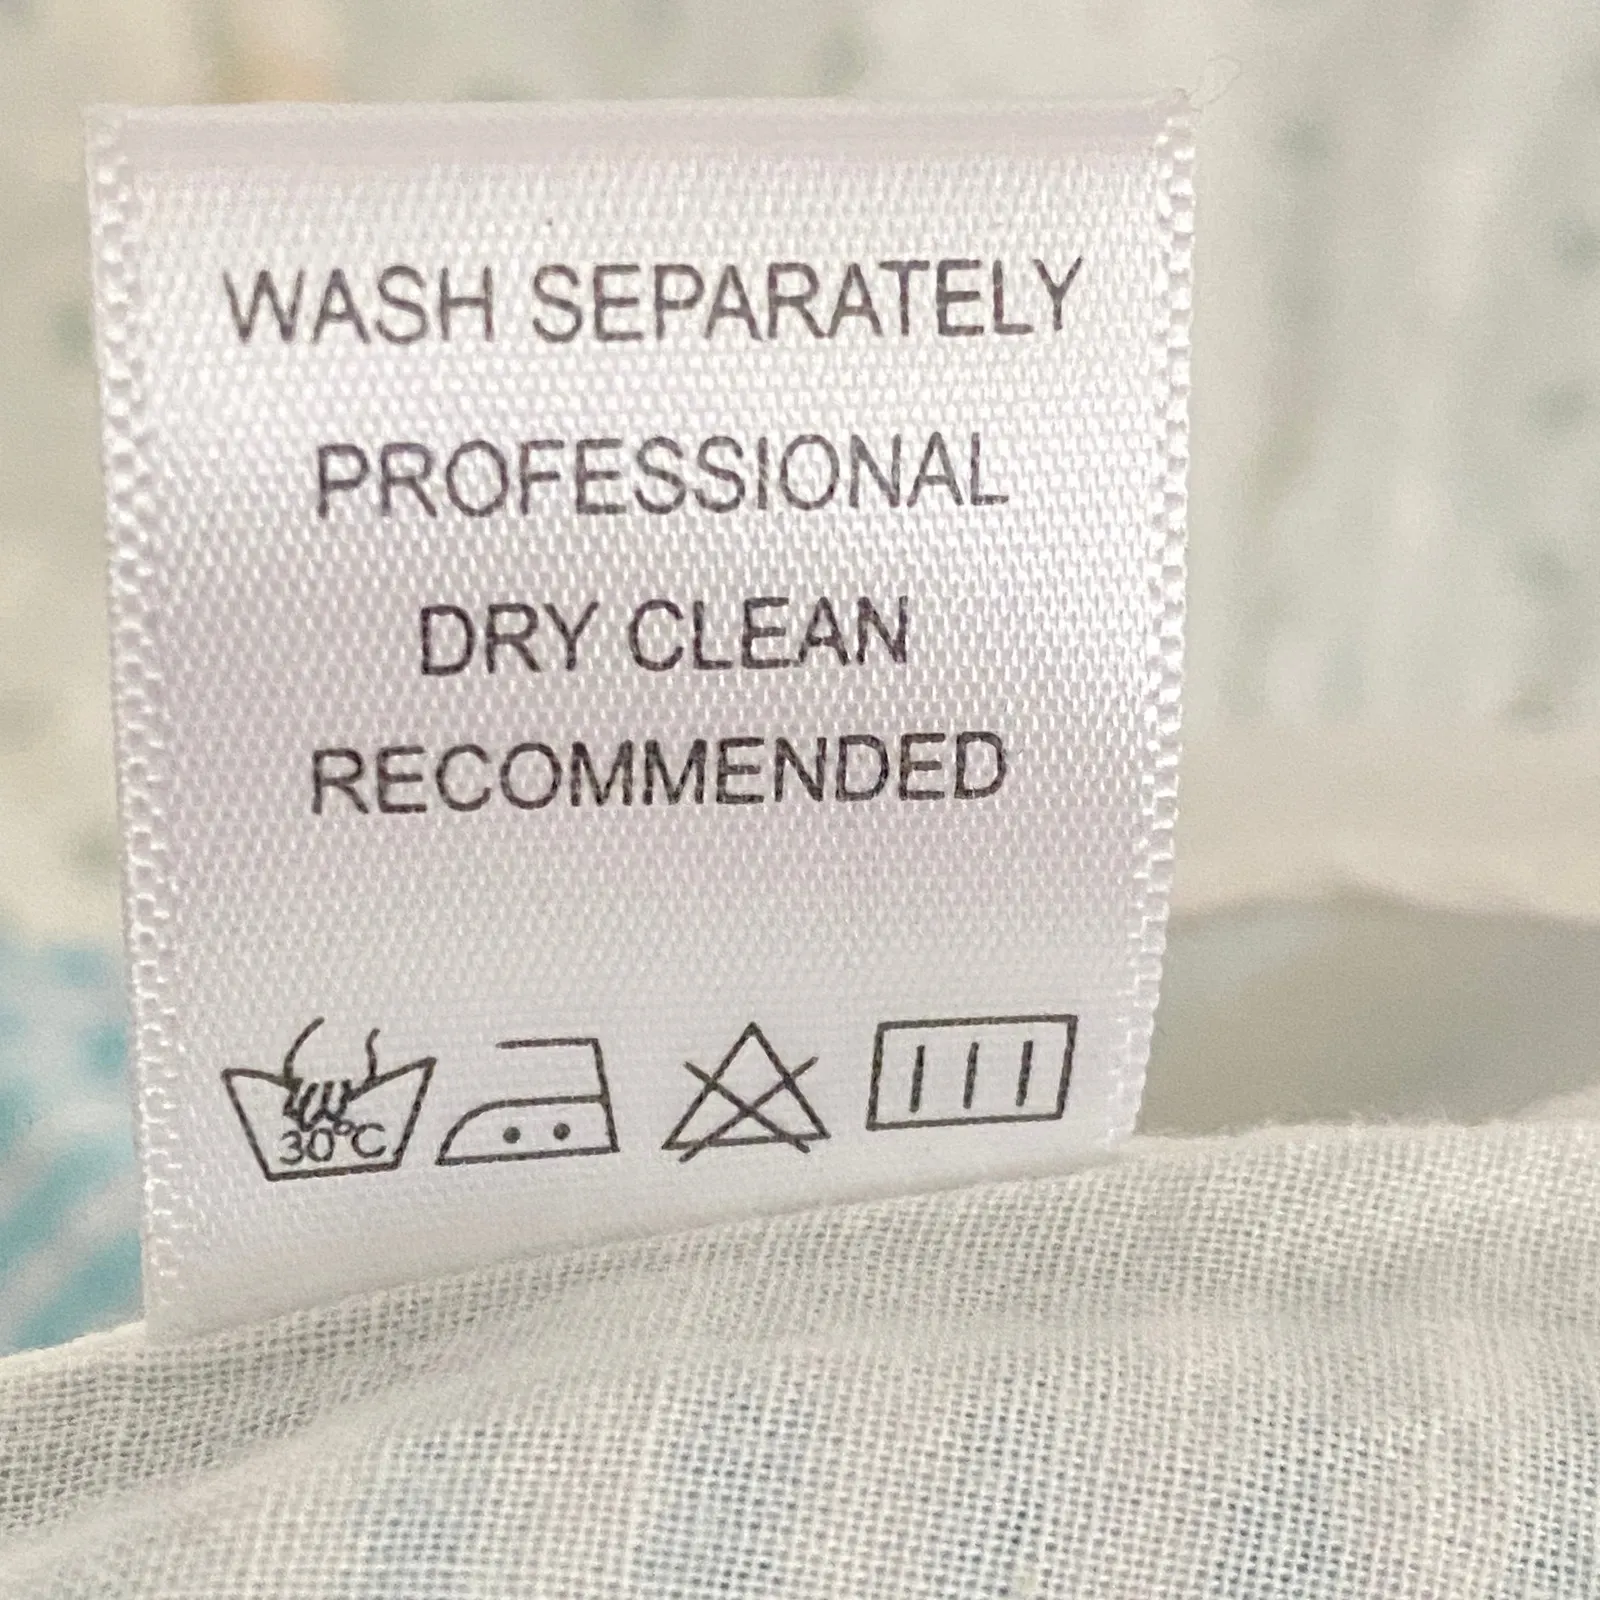 WASH SEPARATELY
PROFESSIONAL
DRY CLEAN
RECOMMENDED
30°C